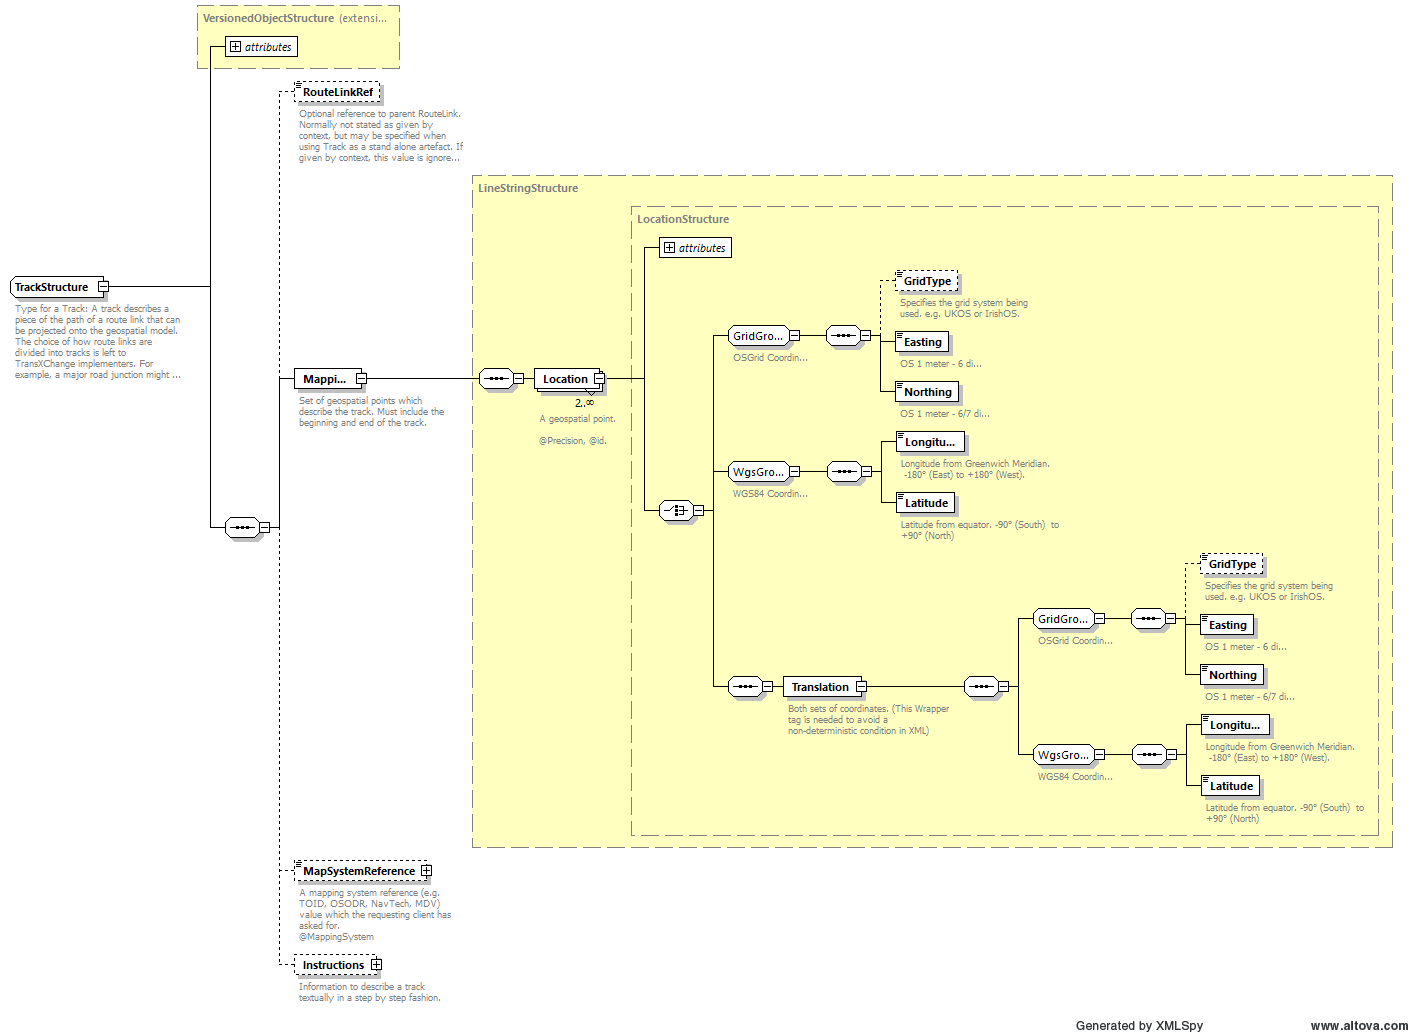 VersionedObjectStructure (extensi...
attributes
RouteLinkRef
Optional reference to parent RouteLink.
Normally not stated as given by
context, but may be specified when
using Track as a stand alone artefact. If
given by context, this value is ignore...
LineStringStructure
LocationStructure
attributes
TrackStructure
Type for a Track: A track describes a
piece of the path of a route link that can
be projected onto the geospatial model.
The choice of how route links are
divided into tracks is left to
TransXChange implementers. For
example, a major road junction might ...
Mappi...
Set of geospatial points which
describe the track. Must include the
beginning and end of the track.
Location
2..∞
A geospatial point.
@Precision, @id.
GridGro...
OSGrid Coordin...
GridType
Specifies the grid system being
used. e.g. UKOS or IrishOS.
Easting
OS 1 meter - 6 di...
Northing
OS 1 meter - 6/7 di...
WgsGro...
WGS84 Coordin...
Longitu...
Longitude from Greenwich Meridian.
-180° (East) to +180° (West).
Latitude
Latitude from equator. -90° (South) to
+90° (North)
Translation
Both sets of coordinates. (This Wrapper
tag is needed to avoid a
non-deterministic condition in XML)
GridGro...
OSGrid Coordin...
GridType
Specifies the grid system being
used. e.g. UKOS or IrishOS.
Easting
OS 1 meter - 6 di...
Northing
OS 1 meter - 6/7 di...
WgsGro...
WGS84 Coordin...
Longitu...
Longitude from Greenwich Meridian.
-180° (East) to +180° (West).
Latitude
Latitude from equator. -90° (South) to
+90° (North)
MapSystemReference
A mapping system reference (e.g.
TOID, OSODR, NavTech, MDV)
value which the requesting client has
asked for.
@MappingSystem
Instructions
Information to describe a track
textually in a step by step fashion.
Generated by XMLSpy
www.altova.com